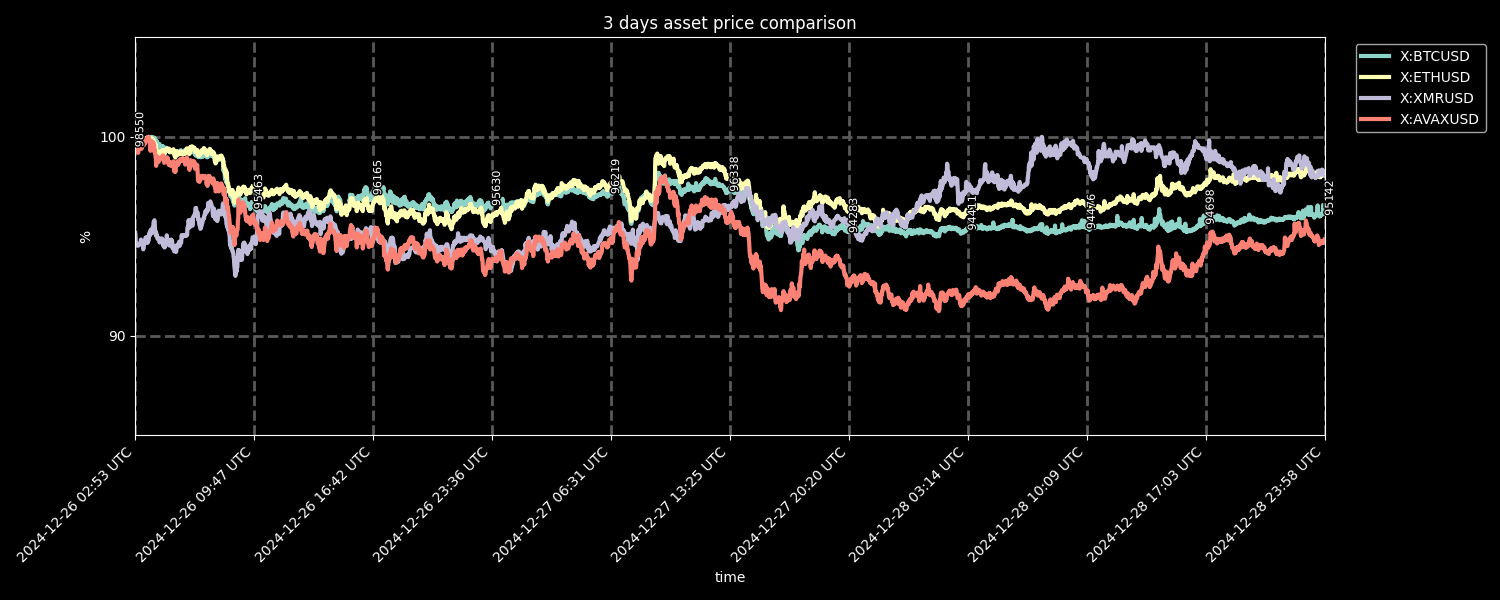 3 days asset price comparison
X:BTCUSD
X:ETHUSD
X:XMRUSD
X:AVAXUSD
100
90
%
98550
95463
96165
95630
96219
96338
94283
94411
94476
94698
95142
2024-12-26 02:53 UTC
2024-12-26 09:47 UTC
2024-12-26 16:42 UTC
2024-12-26 23:36 UTC
2024-12-27 06:31 UTC
2024-12-27 13:25 UTC
2024-12-27 20:20 UTC
2024-12-28 03:14 UTC
2024-12-28 10:09 UTC
2024-12-28 17:03 UTC
2024-12-28 23:58 UTC
time